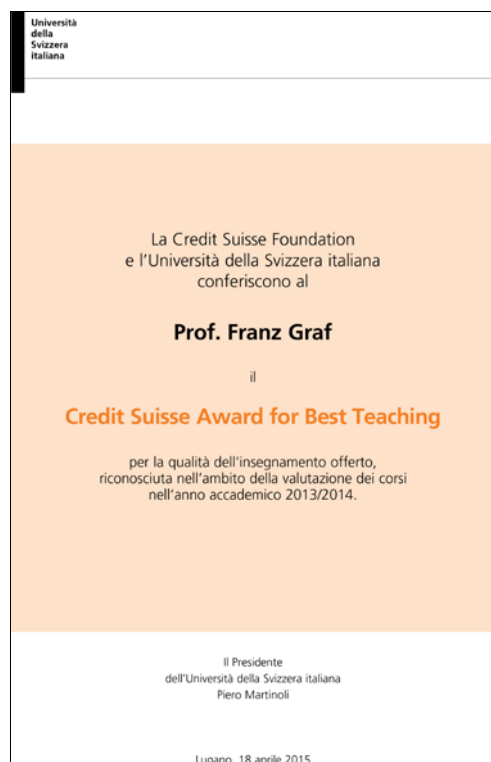 Università
della
Svizzera
italiana
La Credit Suisse Foundation
e l'Università della Svizzera italiana
conferiscono al
Prof. Franz Graf
il
Credit Suisse Award for Best Teaching
per la qualità dell'insegnamento offerto,
riconosciuta nell'ambito della valutazione dei corsi
nell'anno accademico 2013/2014.
Il Presidente
dell'Università della Svizzera italiana
Piero Martinoli
Lugano, 18 aprile 2015